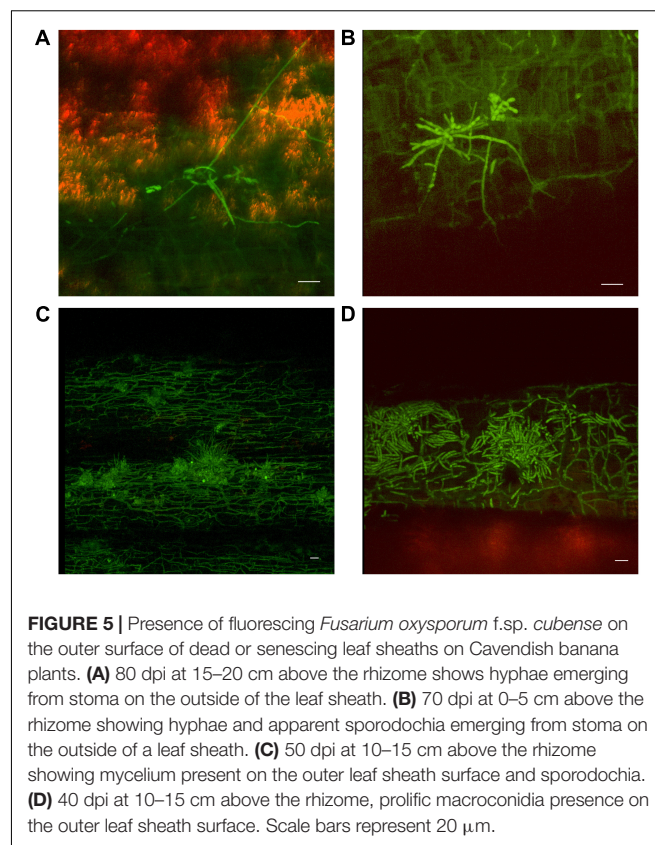 A
B
C
D
FIGURE 5 | Presence of fluorescing Fusarium oxysporum f.sp. cubense on
the outer surface of dead or senescing leaf sheaths on Cavendish banana
plants. (A) 80 dpi at 15–20 cm above the rhizome shows hyphae emerging
from stoma on the outside of the leaf sheath. (B) 70 dpi at 0–5 cm above the
rhizome showing hyphae and apparent sporodochia emerging from stoma on
the outside of a leaf sheath. (C) 50 dpi at 10–15 cm above the rhizome
showing mycelium present on the outer leaf sheath surface and sporodochia.
(D) 40 dpi at 10–15 cm above the rhizome, prolific macroconidia presence on
the outer leaf sheath surface. Scale bars represent 20 μm.